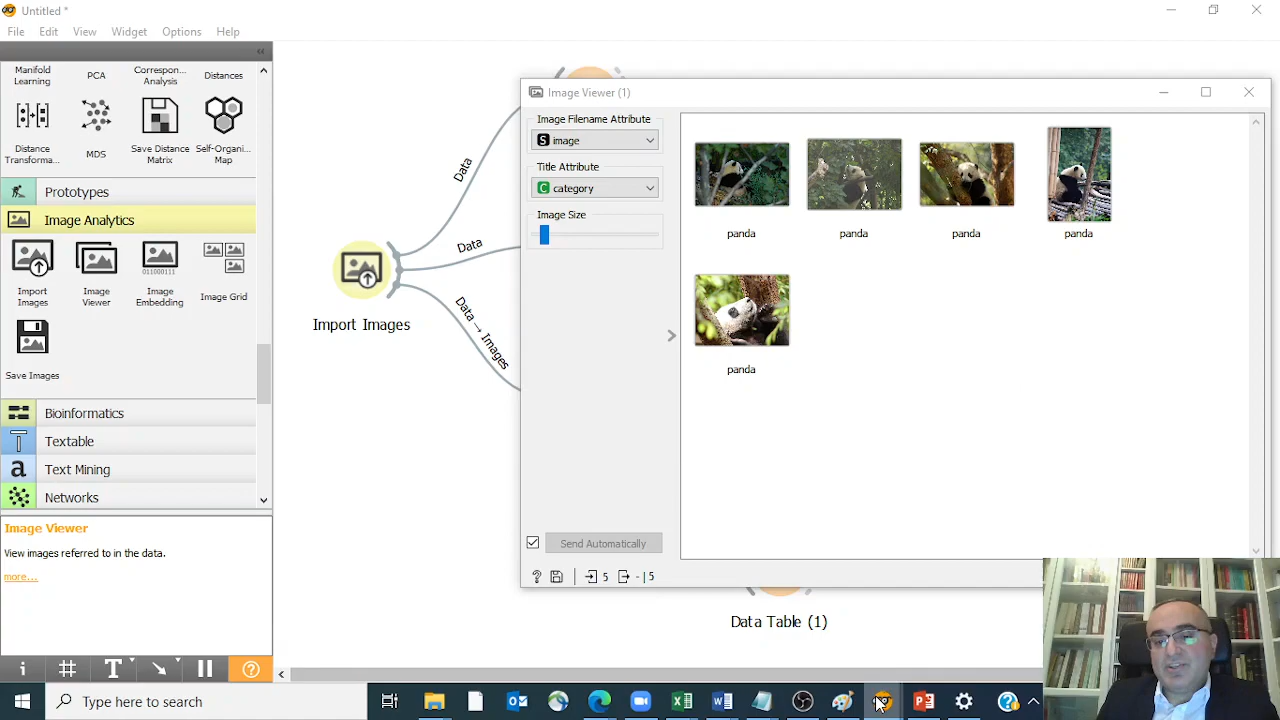 Untitled *
File Edit View Widget Options Help
Manifold Learning
PCA
Correspon... Analysis
Distances
Distance Transforma...
MDS
Save Distance Matrix
Self-Organi... Map
Prototypes
Image Analytics
Import Images
Image Viewer
Image Embedding
Image Grid
Save Images
Bioinformatics
Textable
a Text Mining
Networks
Image Viewer
View images referred to in the data.
more...
Data
Data
Data → Images
Import Images
Image Viewer (1)
Image Filename Attribute
S image
Title Attribute
C category
Image Size
Send Automatically
? 5 - | 5
panda
panda
panda
panda
panda
Data Table (1)
Type here to search